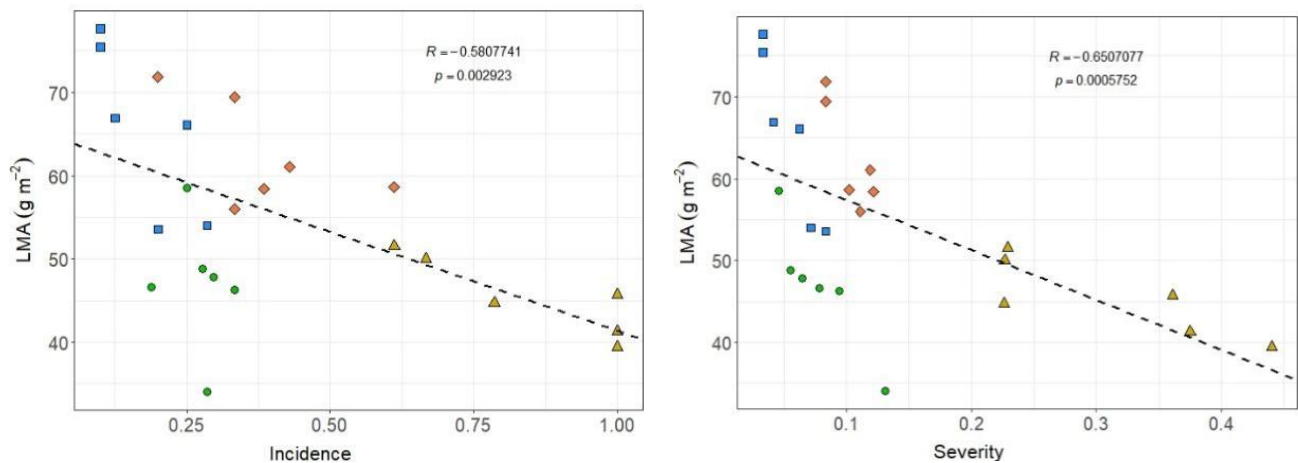 R = −0.5807741
p = 0.002923
70
60
50
40
LMA (g m⁻²)
0.25
0.50
0.75
1.00
Incidence
R = −0.6507077
p = 0.0005752
70
60
50
40
LMA (g m⁻²)
0.1
0.2
0.3
0.4
Severity